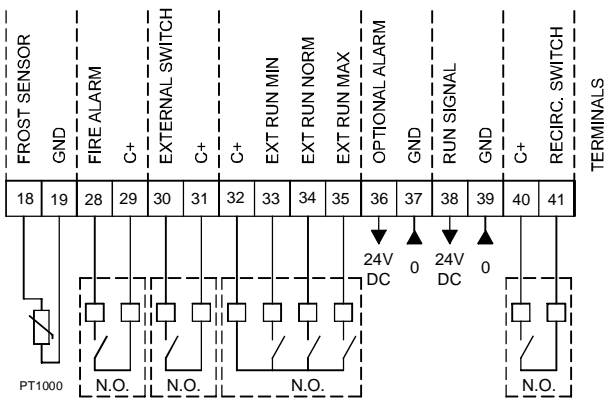 FROST SENSOR
GND
FIRE ALARM
C+
EXTERNAL SWITCH
C+
C+
EXT RUN MIN
EXT RUN NORM
EXT RUN MAX
OPTIONAL ALARM
GND
RUN SIGNAL
GND
C+
RECIRC. SWITCH
TERMINALS
18 19 28 29 30 31 32 33 34 35 36 37 38 39 40 41
24V
DC
0
24V
DC
0
PT1000
N.O.
N.O.
N.O.
N.O.